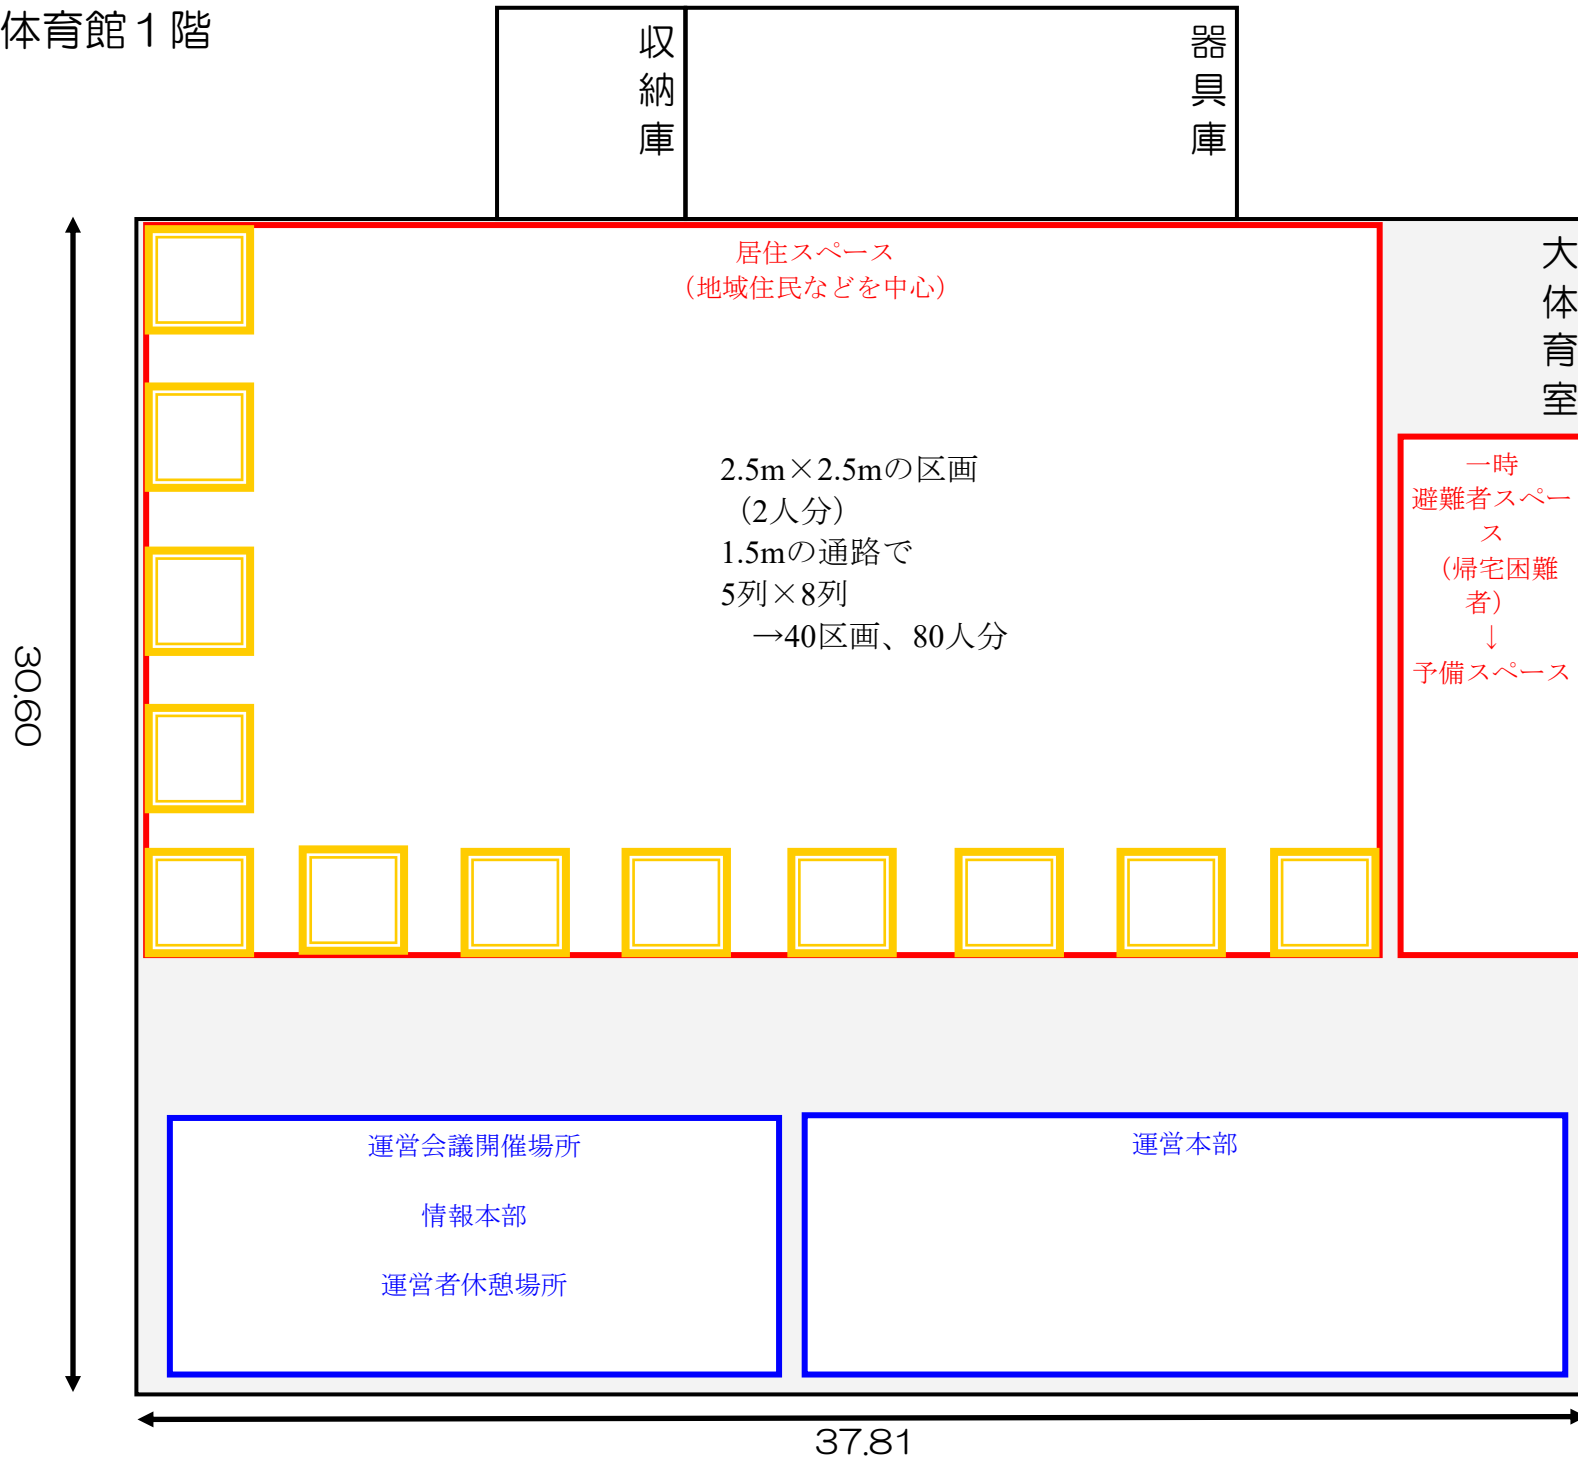 体育館１階
収納庫
器具庫
大体育室
居住スペース
（地域住民などを中心）
2.5m×2.5mの区画
（2人分）
1.5mの通路で
5列×8列
→40区画、80人分
一時
避難者スペー
ス
（帰宅困難
者）
↓
予備スペース
30.60
運営会議開催場所
情報本部
運営者休憩場所
運営本部
37.81